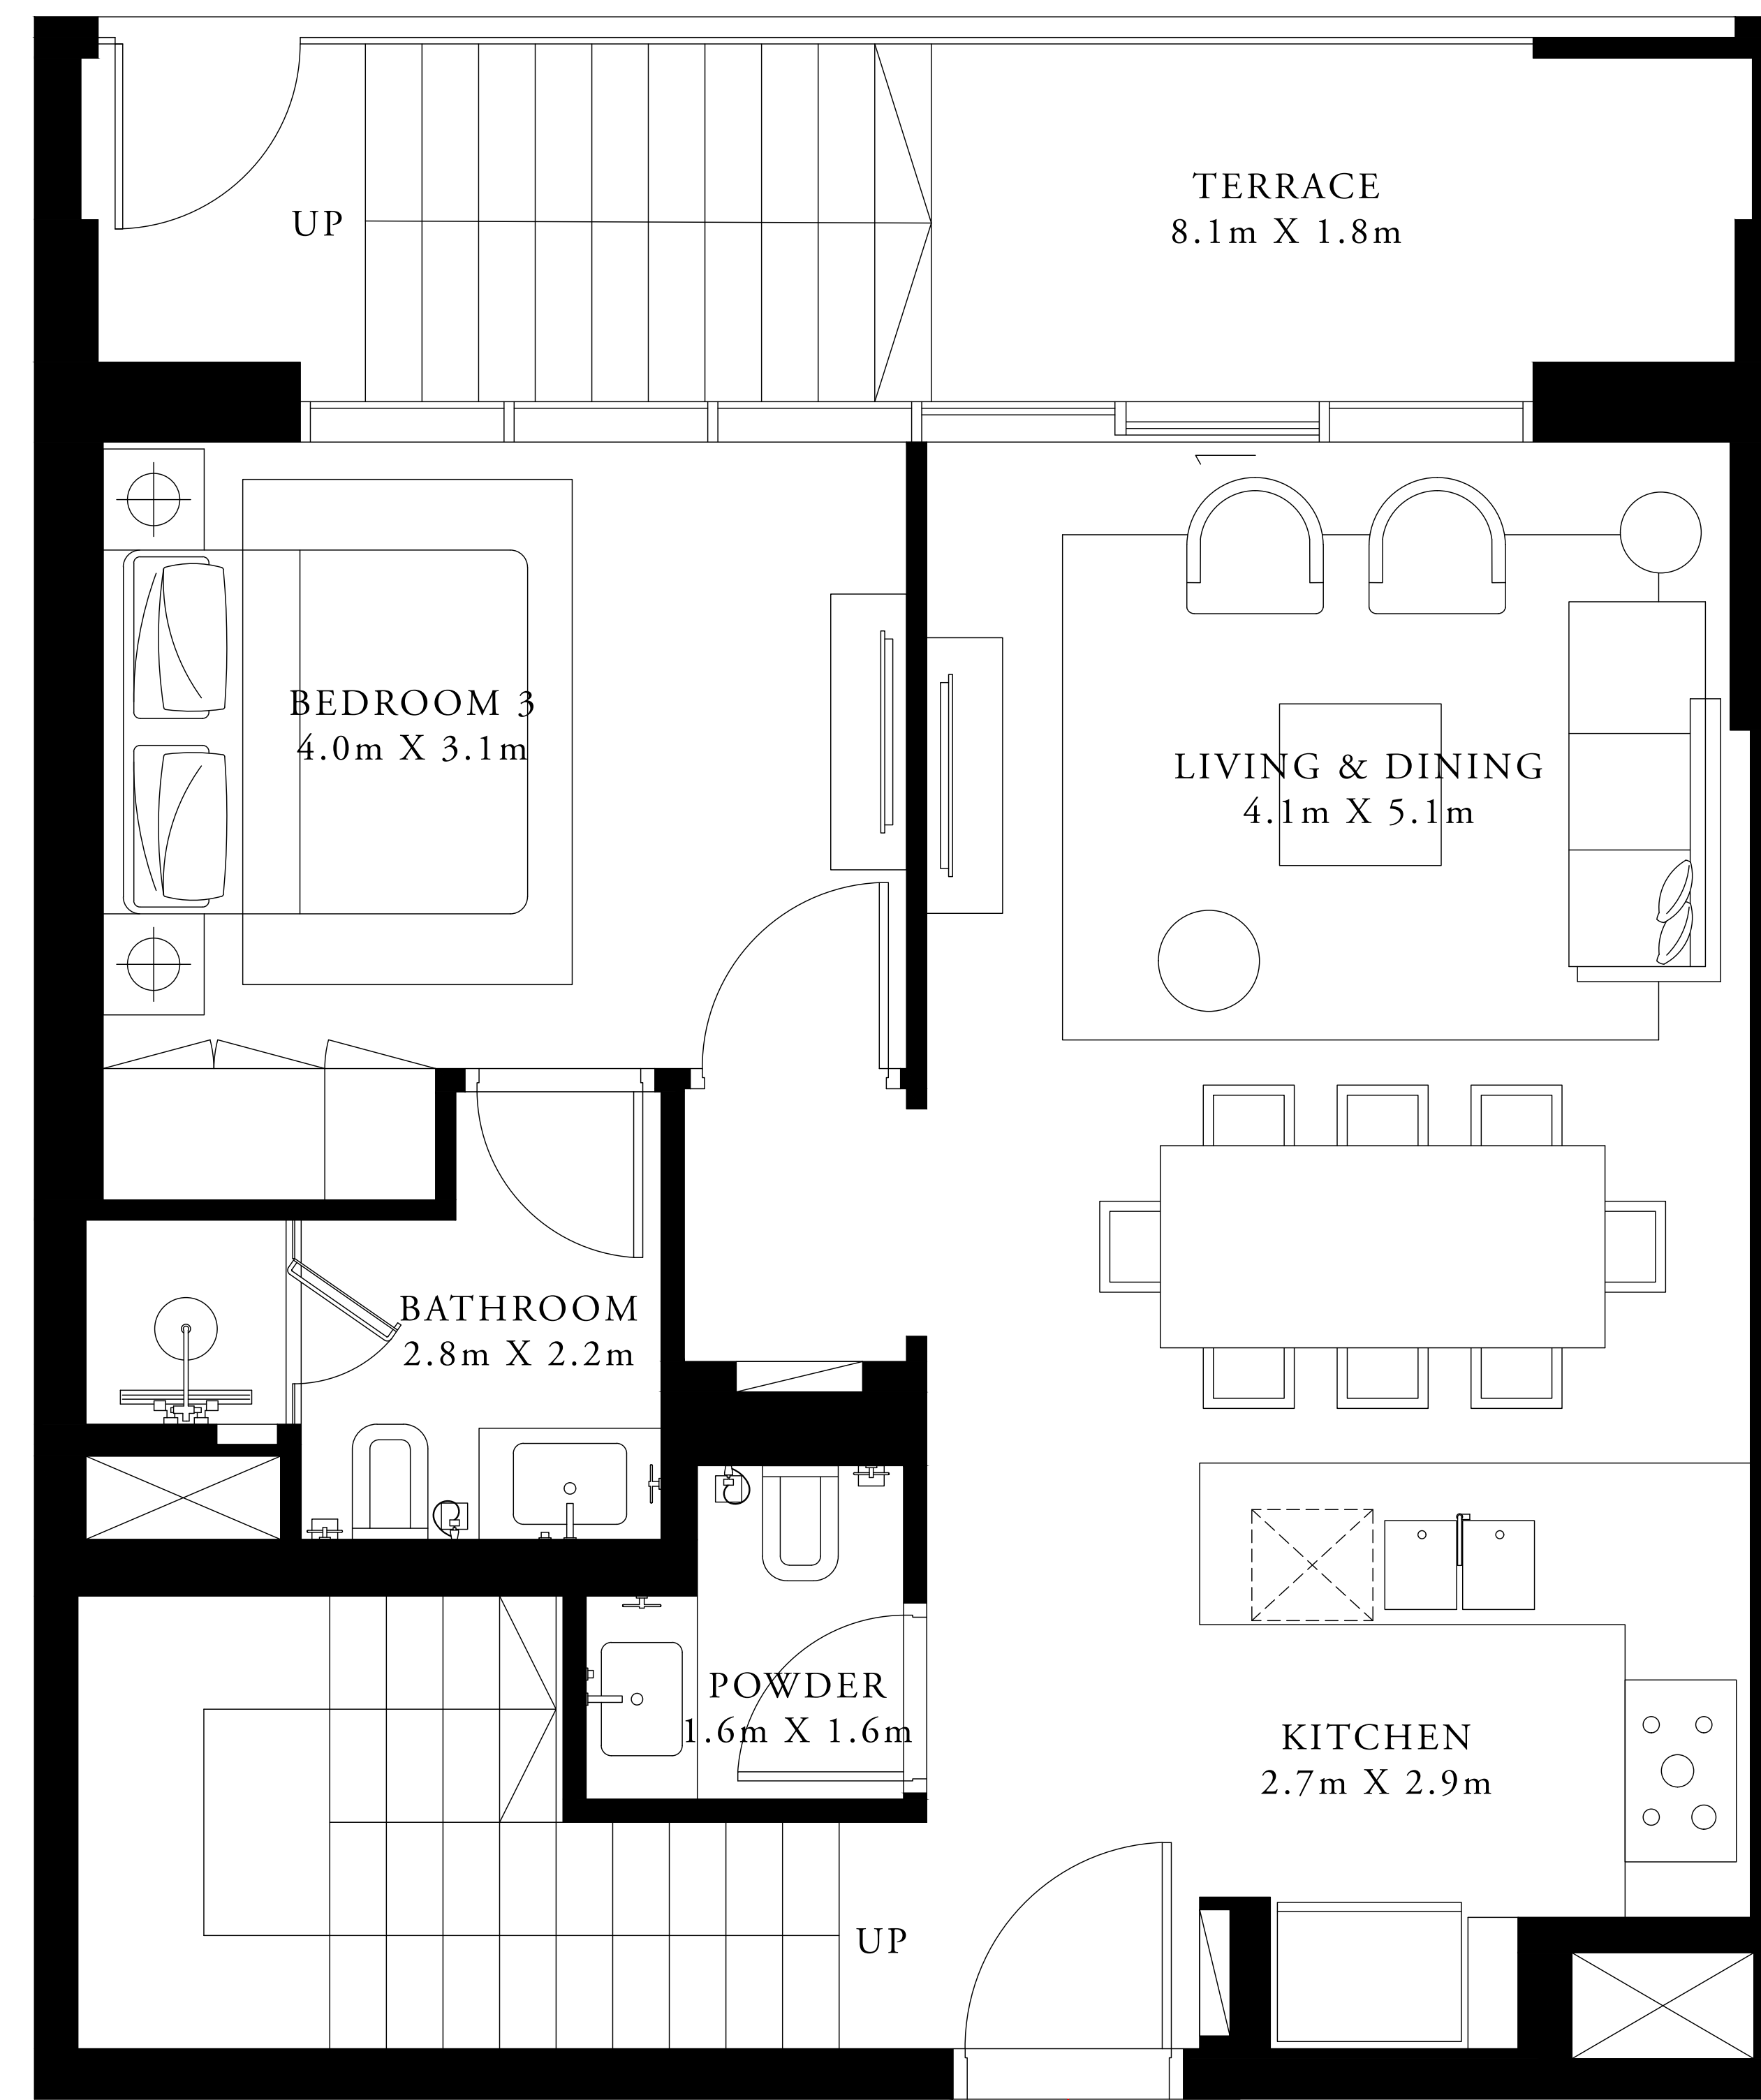 TERRACE
8.1m X 1.8m
UP
BEDROOM 3
4.0m X 3.1m
LIVING & DINING
4.1m X 5.1m
BATHROOM
2.8m X 2.2m
POWDER
1.6m X 1.6m
KITCHEN
2.7m X 2.9m
UP